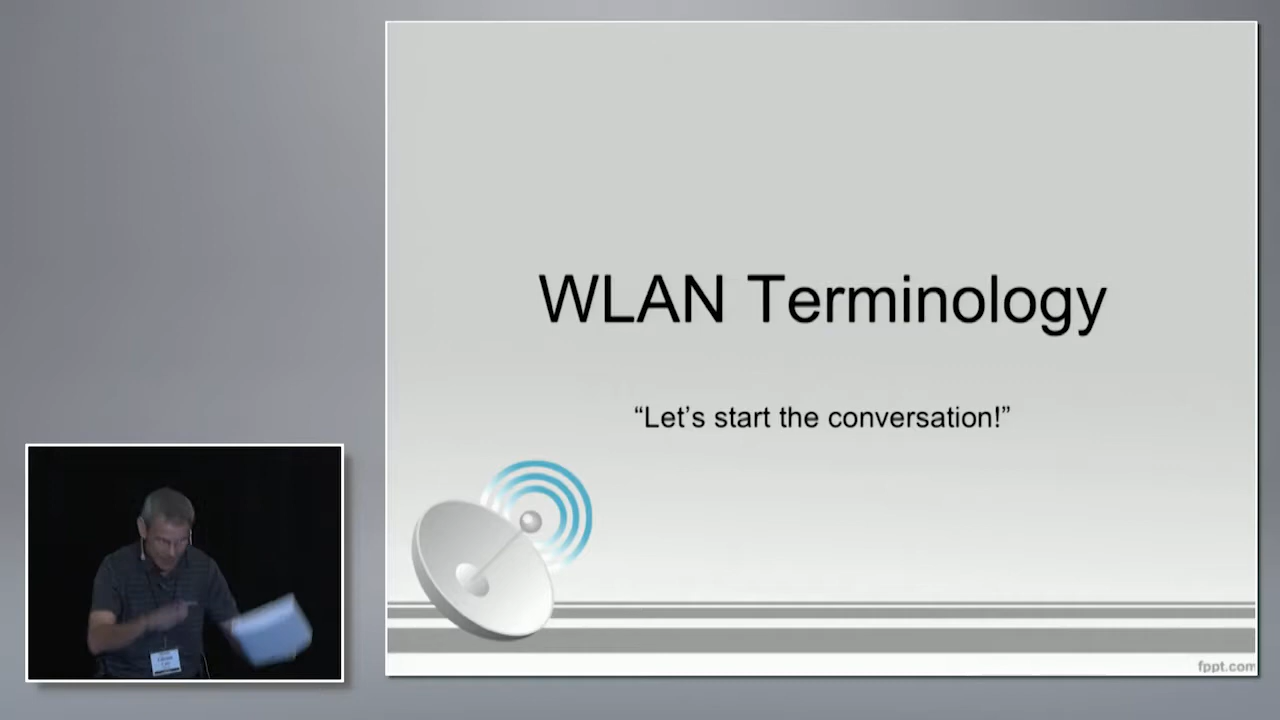 WLAN Terminology
“Let’s start the conversation!”
fppt.com